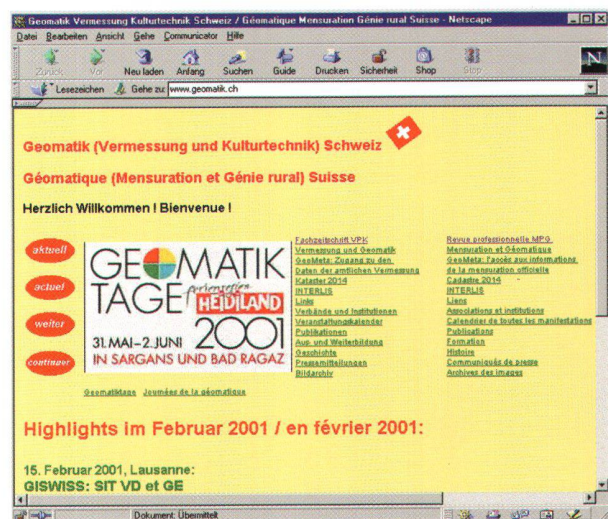 Geomatik Vermessung Kulturtechnik Schweiz / Géomatique Mensuration Génie rural Suisse - Netscape
Datei Bearbeiten Ansicht Gehe Communicator Hilfe
Zurück Vor Neu laden Anfang Suchen Guide Drucken Sicherheit Shop Stop
N
Lesezeichen Gehe zu: www.geomatik.ch
Geomatik (Vermessung und Kulturtechnik) Schweiz
Géomatique (Mensuration et Génie rural) Suisse
Herzlich Willkommen ! Bienvenue !
aktuell
actuel
weiter
continuer
GEOMATIK
TAGE Ferienregion HEIDILAND
31. MAI–2. JUNI 2001
IN SARGANS UND BAD RAGAZ
Geomatiktage Journées de la géomatique
Fachzeitschrift VPK
Vermessung und Geomatik
GeoMeta: Zugang zu den
Daten der amtlichen Vermessung
Kataster 2014
INTERLIS
Links
Verbände und Institutionen
Veranstaltungskalender
Publikationen
Aus- und Weiterbildung
Geschichte
Pressemitteilungen
Bildarchiv
Revue professionnelle MPG
Mensuration et Géomatique
GeoMeta: l'accès aux informations
de la mensuration officielle
Cadastre 2014
INTERLIS
Liens
Associations et institutions
Calendrier de toutes les manifestations
Publications
Formation
Histoire
Communiqués de presse
Archives des images
Highlights im Februar 2001 / en février 2001:
15. Februar 2001, Lausanne:
GISWISS: SIT VD et GE
Dokument: Übermittelt